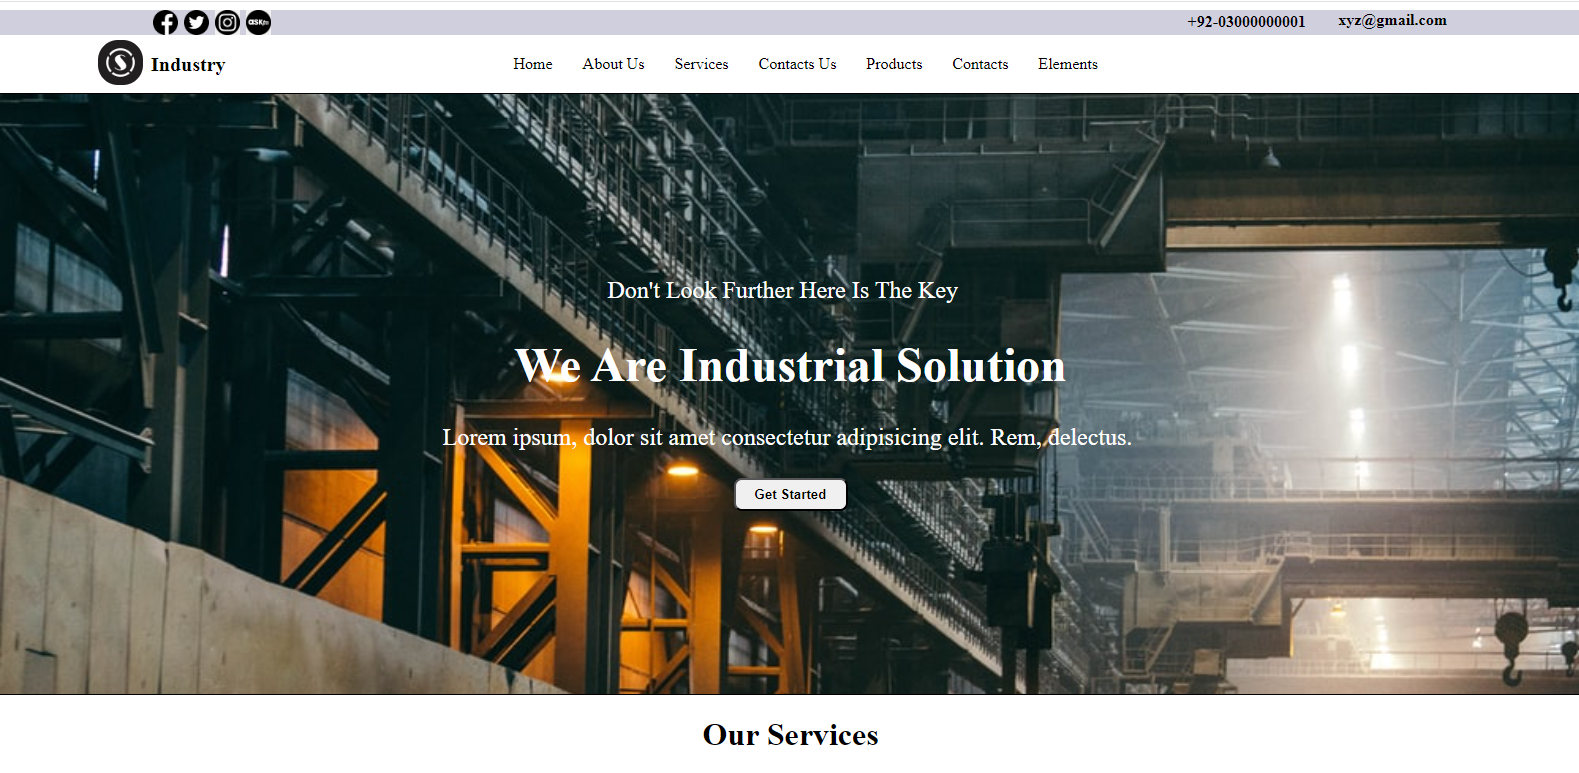 askfm +92-03000000001 xyz@gmail.com
S Industry Home About Us Services Contacts Us Products Contacts Elements
Don't Look Further Here Is The Key
We Are Industrial Solution
Lorem ipsum, dolor sit amet consectetur adipisicing elit. Rem, delectus.
Get Started
Our Services